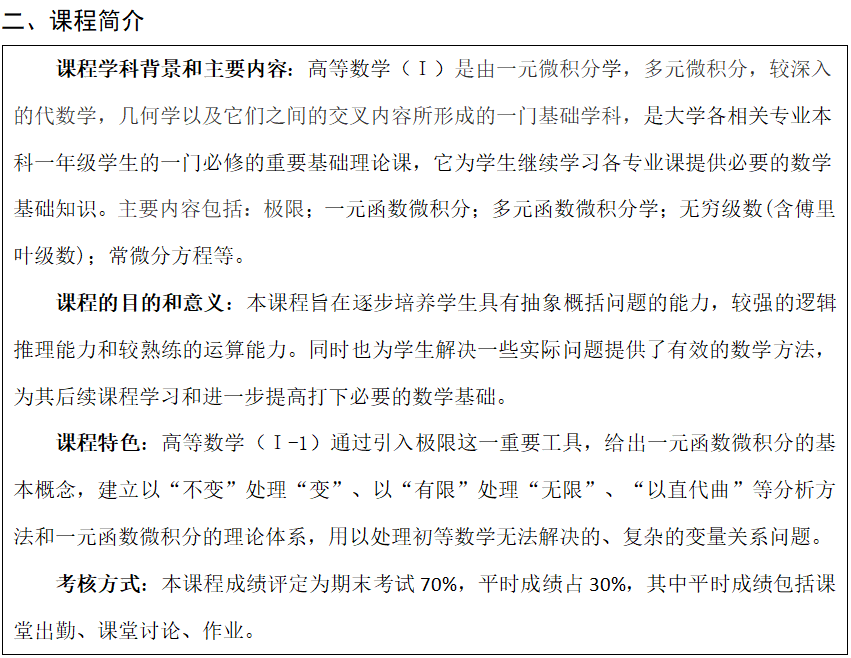 二、课程简介
课程学科背景和主要内容：高等数学（Ⅰ）是由一元微积分学，多元微积分，较深入
的代数学，几何学以及它们之间的交叉内容所形成的一门基础学科，是大学各相关专业本
科一年级学生的一门必修的重要基础理论课，它为学生继续学习各专业课提供必要的数学
基础知识。主要内容包括：极限；一元函数微积分；多元函数微积分学；无穷级数(含傅里
叶级数)；常微分方程等。
课程的目的和意义：本课程旨在逐步培养学生具有抽象概括问题的能力，较强的逻辑
推理能力和较熟练的运算能力。同时也为学生解决一些实际问题提供了有效的数学方法，
为其后续课程学习和进一步提高打下必要的数学基础。
课程特色：高等数学（Ⅰ-1）通过引入极限这一重要工具，给出一元函数微积分的基
本概念，建立以“不变”处理“变”、以“有限”处理“无限”、“以直代曲”等分析方
法和一元函数微积分的理论体系，用以处理初等数学无法解决的、复杂的变量关系问题。
考核方式：本课程成绩评定为期末考试 70%，平时成绩占 30%，其中平时成绩包括课
堂出勤、课堂讨论、作业。